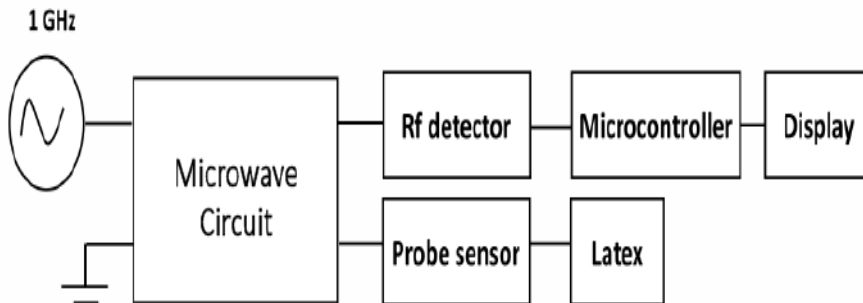 1 GHz
Rf detector
Microcontroller
Display
Microwave
Circuit
Probe sensor
Latex